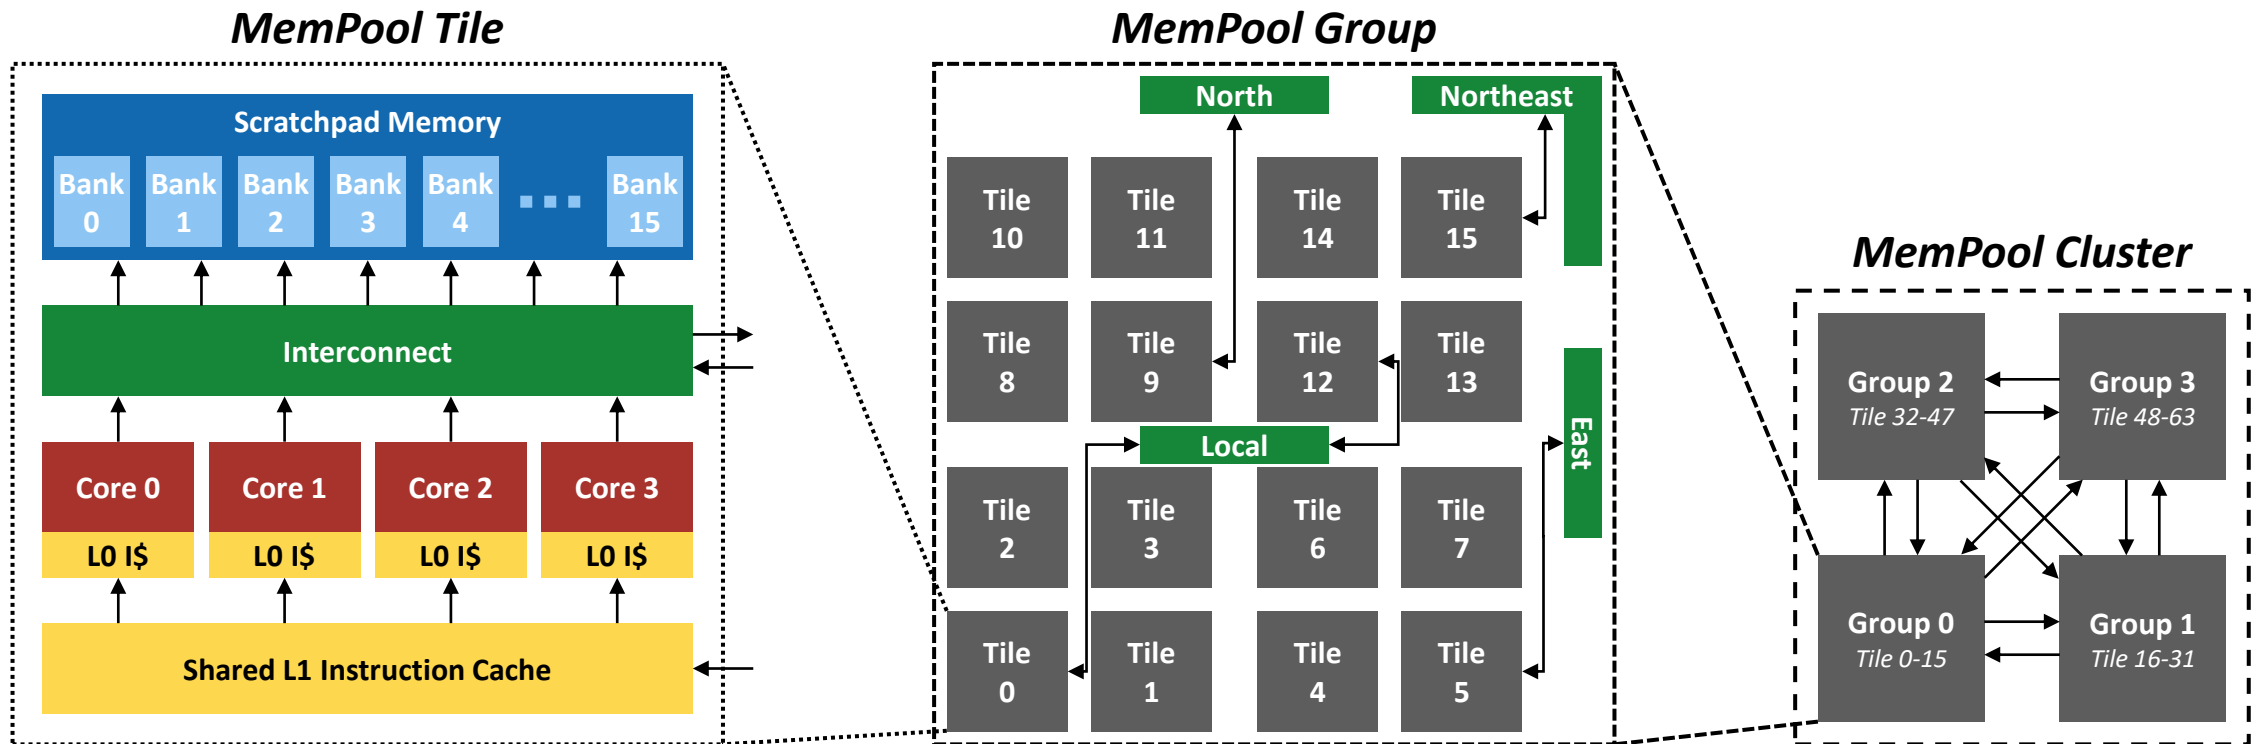 MemPool Tile
Scratchpad Memory
Bank
0
Bank
1
Bank
2
Bank
3
Bank
4
...
Bank
15
Interconnect
Core 0
Core 1
Core 2
Core 3
L0 I$
L0 I$
L0 I$
L0 I$
Shared L1 Instruction Cache
MemPool Group
North
Northeast
Tile
10
Tile
11
Tile
14
Tile
15
Tile
8
Tile
9
Tile
12
Tile
13
Local
East
Tile
2
Tile
3
Tile
6
Tile
7
Tile
0
Tile
1
Tile
4
Tile
5
MemPool Cluster
Group 2
Tile 32-47
Group 3
Tile 48-63
Group 0
Tile 0-15
Group 1
Tile 16-31